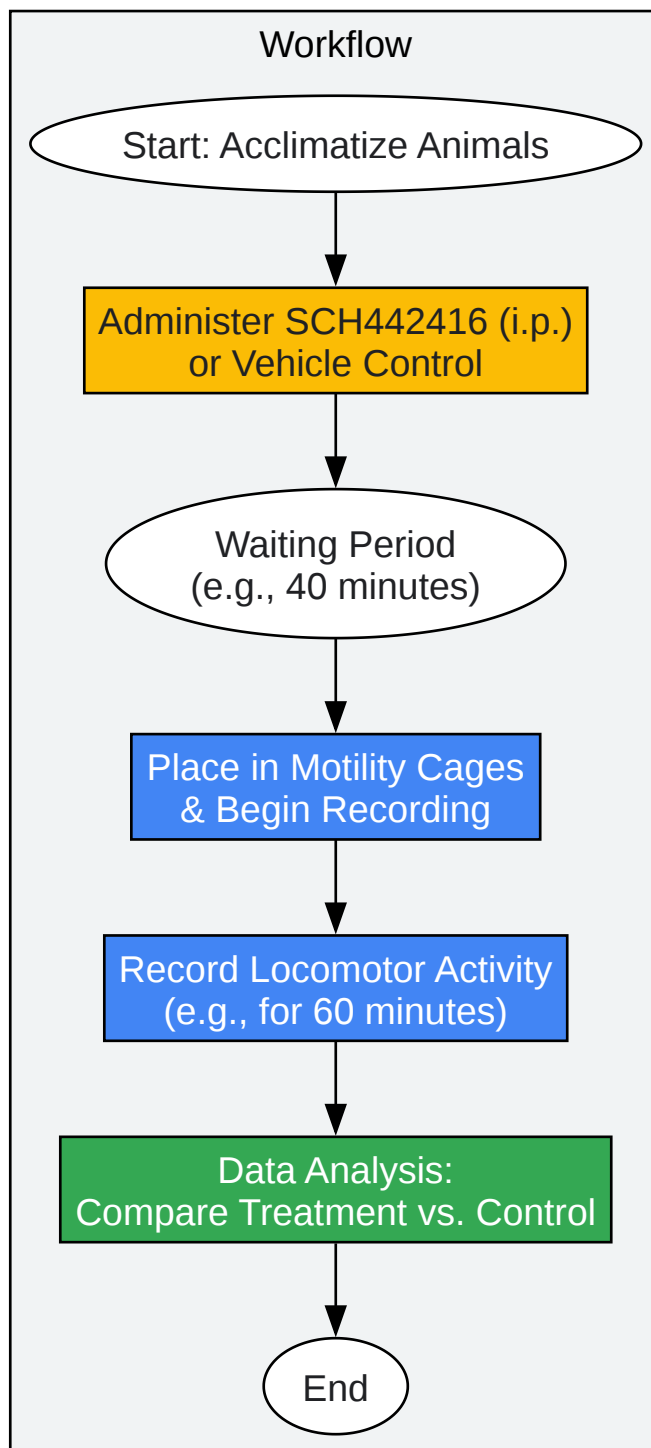 Workflow
Start: Acclimatize Animals
Administer SCH442416 (i.p.)
or Vehicle Control
Waiting Period
(e.g., 40 minutes)
Place in Motility Cages
& Begin Recording
Record Locomotor Activity
(e.g., for 60 minutes)
Data Analysis:
Compare Treatment vs. Control
End